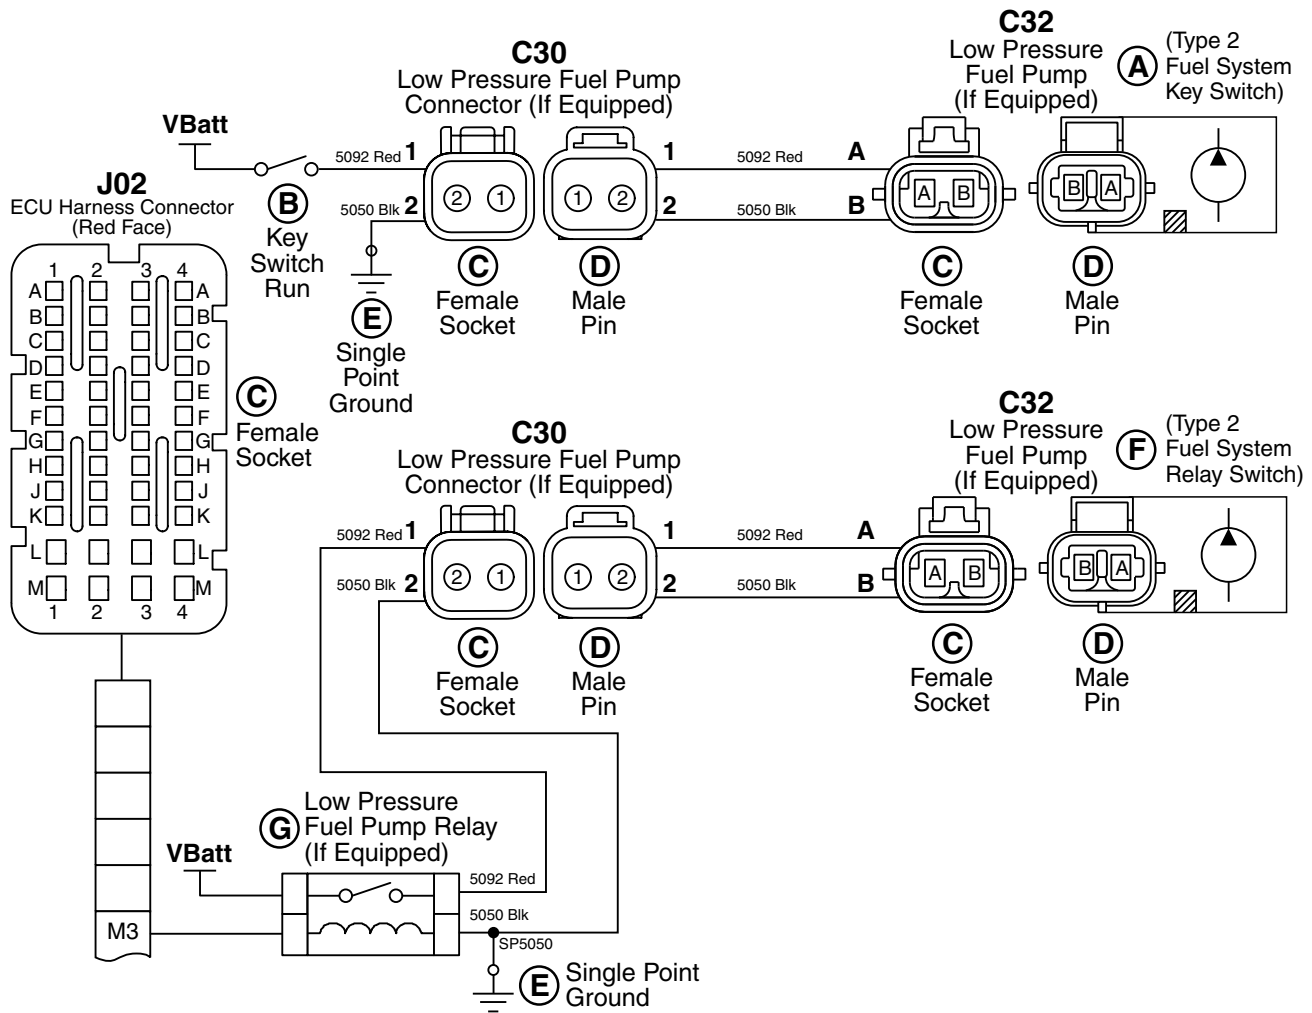 C32
Low Pressure
Fuel Pump
(If Equipped)
A
(Type 2
Fuel System
Key Switch)
C30
Low Pressure Fuel Pump
Connector (If Equipped)
VBatt
5092 Red 1
5050 Blk 2
2 1
1 2
1 5092 Red A
2 5050 Blk B
A B
B A
B
Key
Switch
Run
C
Female
Socket
D
Male
Pin
C
Female
Socket
D
Male
Pin
E
Single
Point
Ground
J02
ECU Harness Connector
(Red Face)
1 2 3 4
A A
B B
C C
D D
E E
F F
G G
H H
J J
K K
L L
M M
1 2 3 4
C
Female
Socket
C30
Low Pressure Fuel Pump
Connector (If Equipped)
C32
Low Pressure
Fuel Pump
(If Equipped)
F
(Type 2
Fuel System
Relay Switch)
5092 Red 1
5050 Blk 2
2 1
1 2
1 5092 Red A
2 5050 Blk B
A B
B A
C
Female
Socket
D
Male
Pin
C
Female
Socket
D
Male
Pin
G
Low Pressure
Fuel Pump Relay
(If Equipped)
VBatt
5092 Red
5050 Blk
M3
SP5050
E
Single Point
Ground